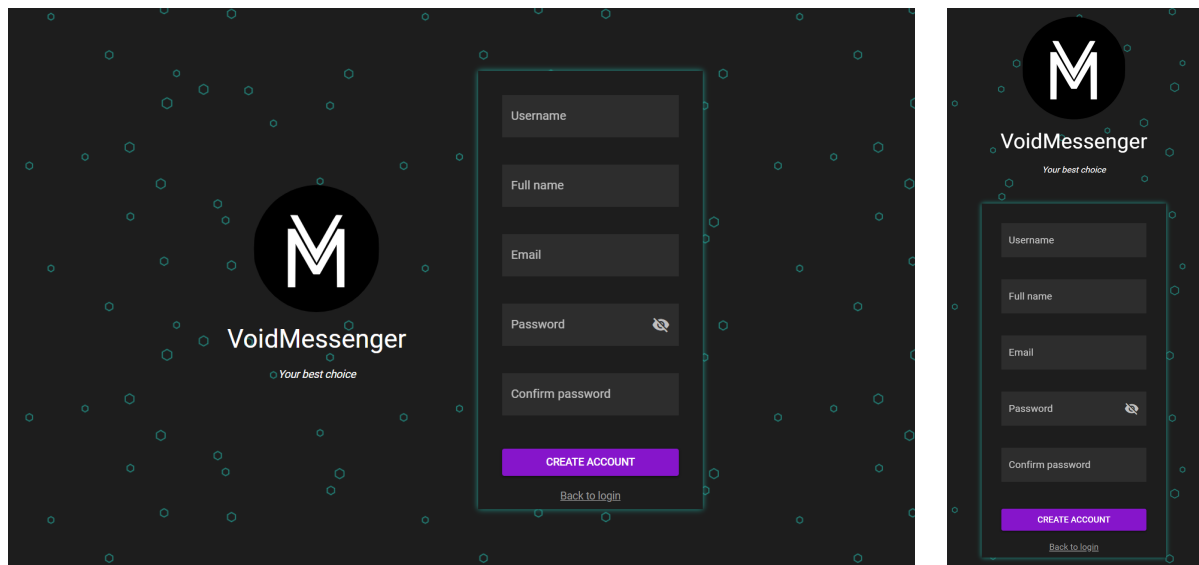 VoidMessenger
Your best choice
Username
Full name
Email
Password
Confirm password
CREATE ACCOUNT
Back to login
VoidMessenger
Your best choice
Username
Full name
Email
Password
Confirm password
CREATE ACCOUNT
Back to login